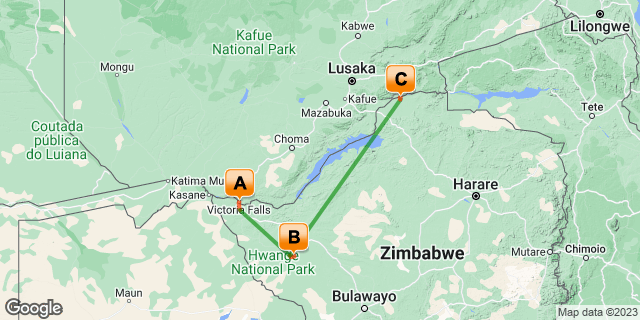 Lilongwe
Kabwe
Kafue
National Park
Mongu
Lusaka
C
Kafue
Mazabuka
Tete
Coutada
pública
do Luiana
Choma
Katima Mu
A
Kasane
Victoria Falls
Harare
B
Hwange
National Park
Zimbabwe
Mutare
Chimoio
Maun
Bulawayo
Google
Map data ©2023